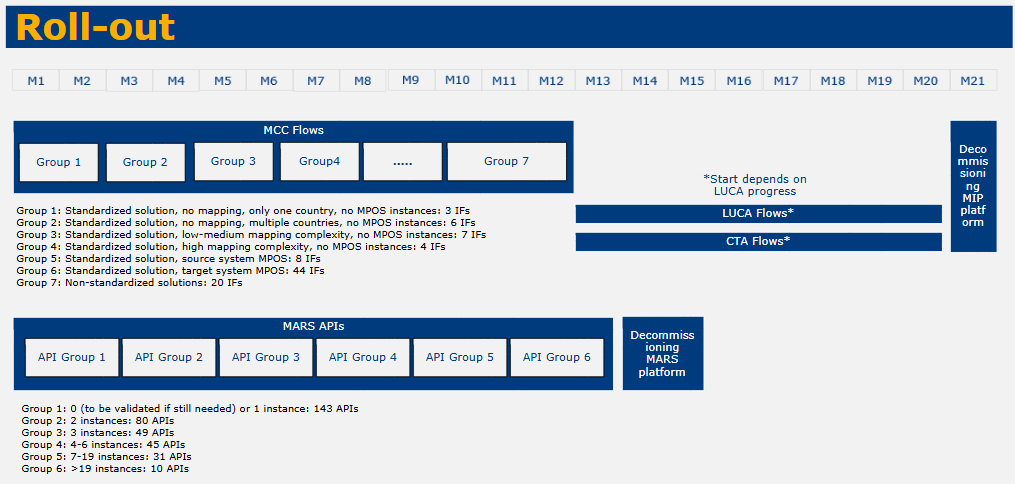 Roll-out
M1 M2 M3 M4 M5 M6 M7 M8 M9 M10 M11 M12 M13 M14 M15 M16 M17 M18 M19 M20 M21
MCC Flows
Group 1 Group 2 Group 3 Group4 ..... Group 7
Group 1: Standardized solution, no mapping, only one country, no MPOS instances: 3 IFs
Group 2: Standardized solution, no mapping, multiple countries, no MPOS instances: 6 IFs
Group 3: Standardized solution, low-medium mapping complexity, no MPOS instances: 7 IFs
Group 4: Standardized solution, high mapping complexity, no MPOS instances: 4 IFs
Group 5: Standardized solution, source system MPOS: 8 IFs
Group 6: Standardized solution, target system MPOS: 44 IFs
Group 7: Non-standardized solutions: 20 IFs
*Start depends on
LUCA progress
LUCA Flows*
CTA Flows*
Deco
mmis
sioni
ng
MIP
platf
orm
MARS APIs
API Group 1 API Group 2 API Group 3 API Group 4 API Group 5 API Group 6
Decommiss
ioning
MARS
platform
Group 1: 0 (to be validated if still needed) or 1 instance: 143 APIs
Group 2: 2 instances: 80 APIs
Group 3: 3 instances: 49 APIs
Group 4: 4-6 instances: 45 APIs
Group 5: 7-19 instances: 31 APIs
Group 6: >19 instances: 10 APIs